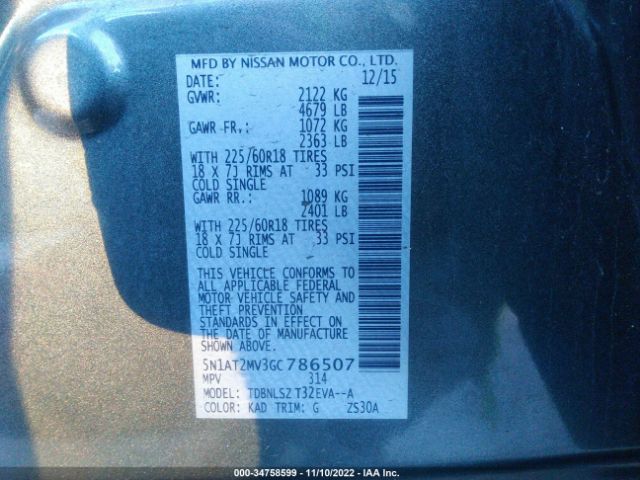 MFD BY NISSAN MOTOR CO., LTD.
DATE: 12/15
GVWR: 2122 KG
4679 LB
GAWR FR.: 1072 KG
2363 LB
WITH 225/60R18 TIRES
18 X 7J RIMS AT 33 PSI
COLD SINGLE
GAWR RR.: 1089 KG
2401 LB
WITH 225/60R18 TIRES
18 X 7J RIMS AT 33 PSI
COLD SINGLE
THIS VEHICLE CONFORMS TO
ALL APPLICABLE FEDERAL
MOTOR VEHICLE SAFETY AND
THEFT PREVENTION
STANDARDS IN EFFECT ON
THE DATE OF MANUFACTURE
SHOWN ABOVE
5N1AT2MV3GC786507
MPV 314
MODEL: TDBNLSZ T32EVA--A
COLOR: KAD TRIM: G ZS30A
000-34758599 - 11/10/2022 - IAA Inc.